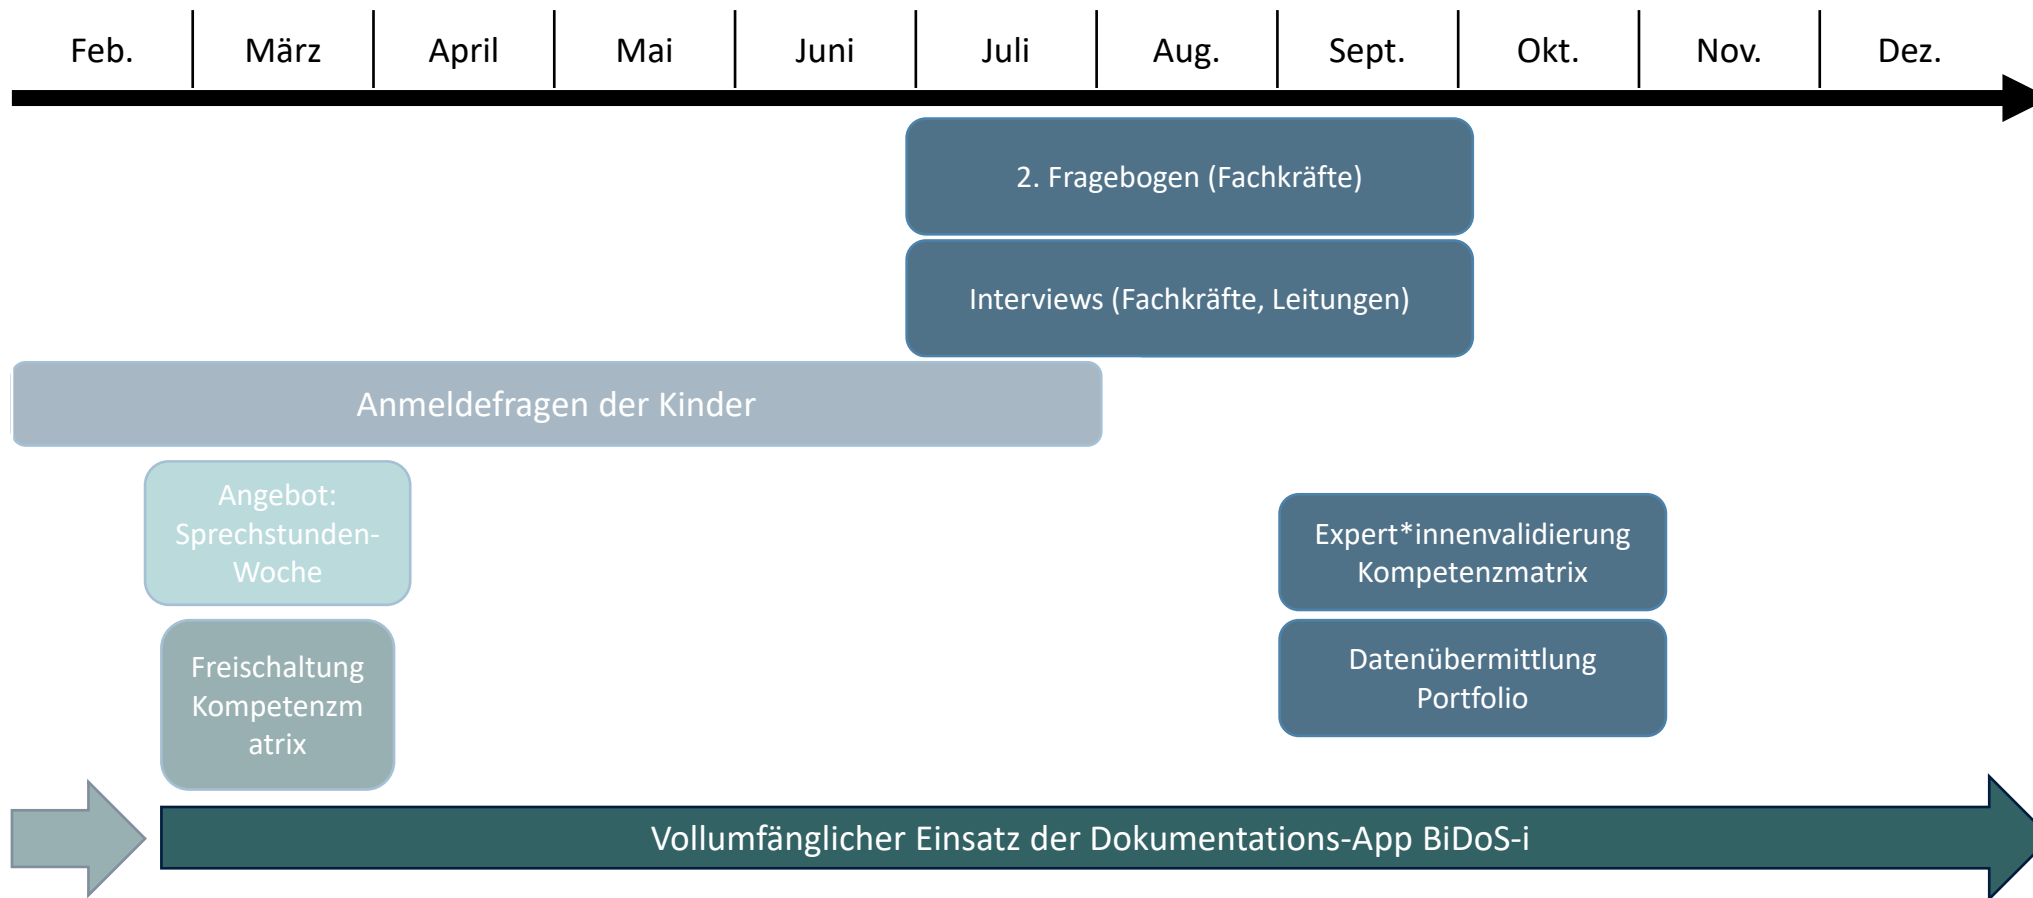 Feb. März April Mai Juni Juli Aug. Sept. Okt. Nov. Dez.
2. Fragebogen (Fachkräfte)
Interviews (Fachkräfte, Leitungen)
Anmeldefragen der Kinder
Angebot:
Sprechstunden-
Woche
Expert*innenvalidierung
Kompetenzmatrix
Freischaltung
Kompetenzm
atrix
Datenübermittlung
Portfolio
Vollumfänglicher Einsatz der Dokumentations-App BiDoS-i